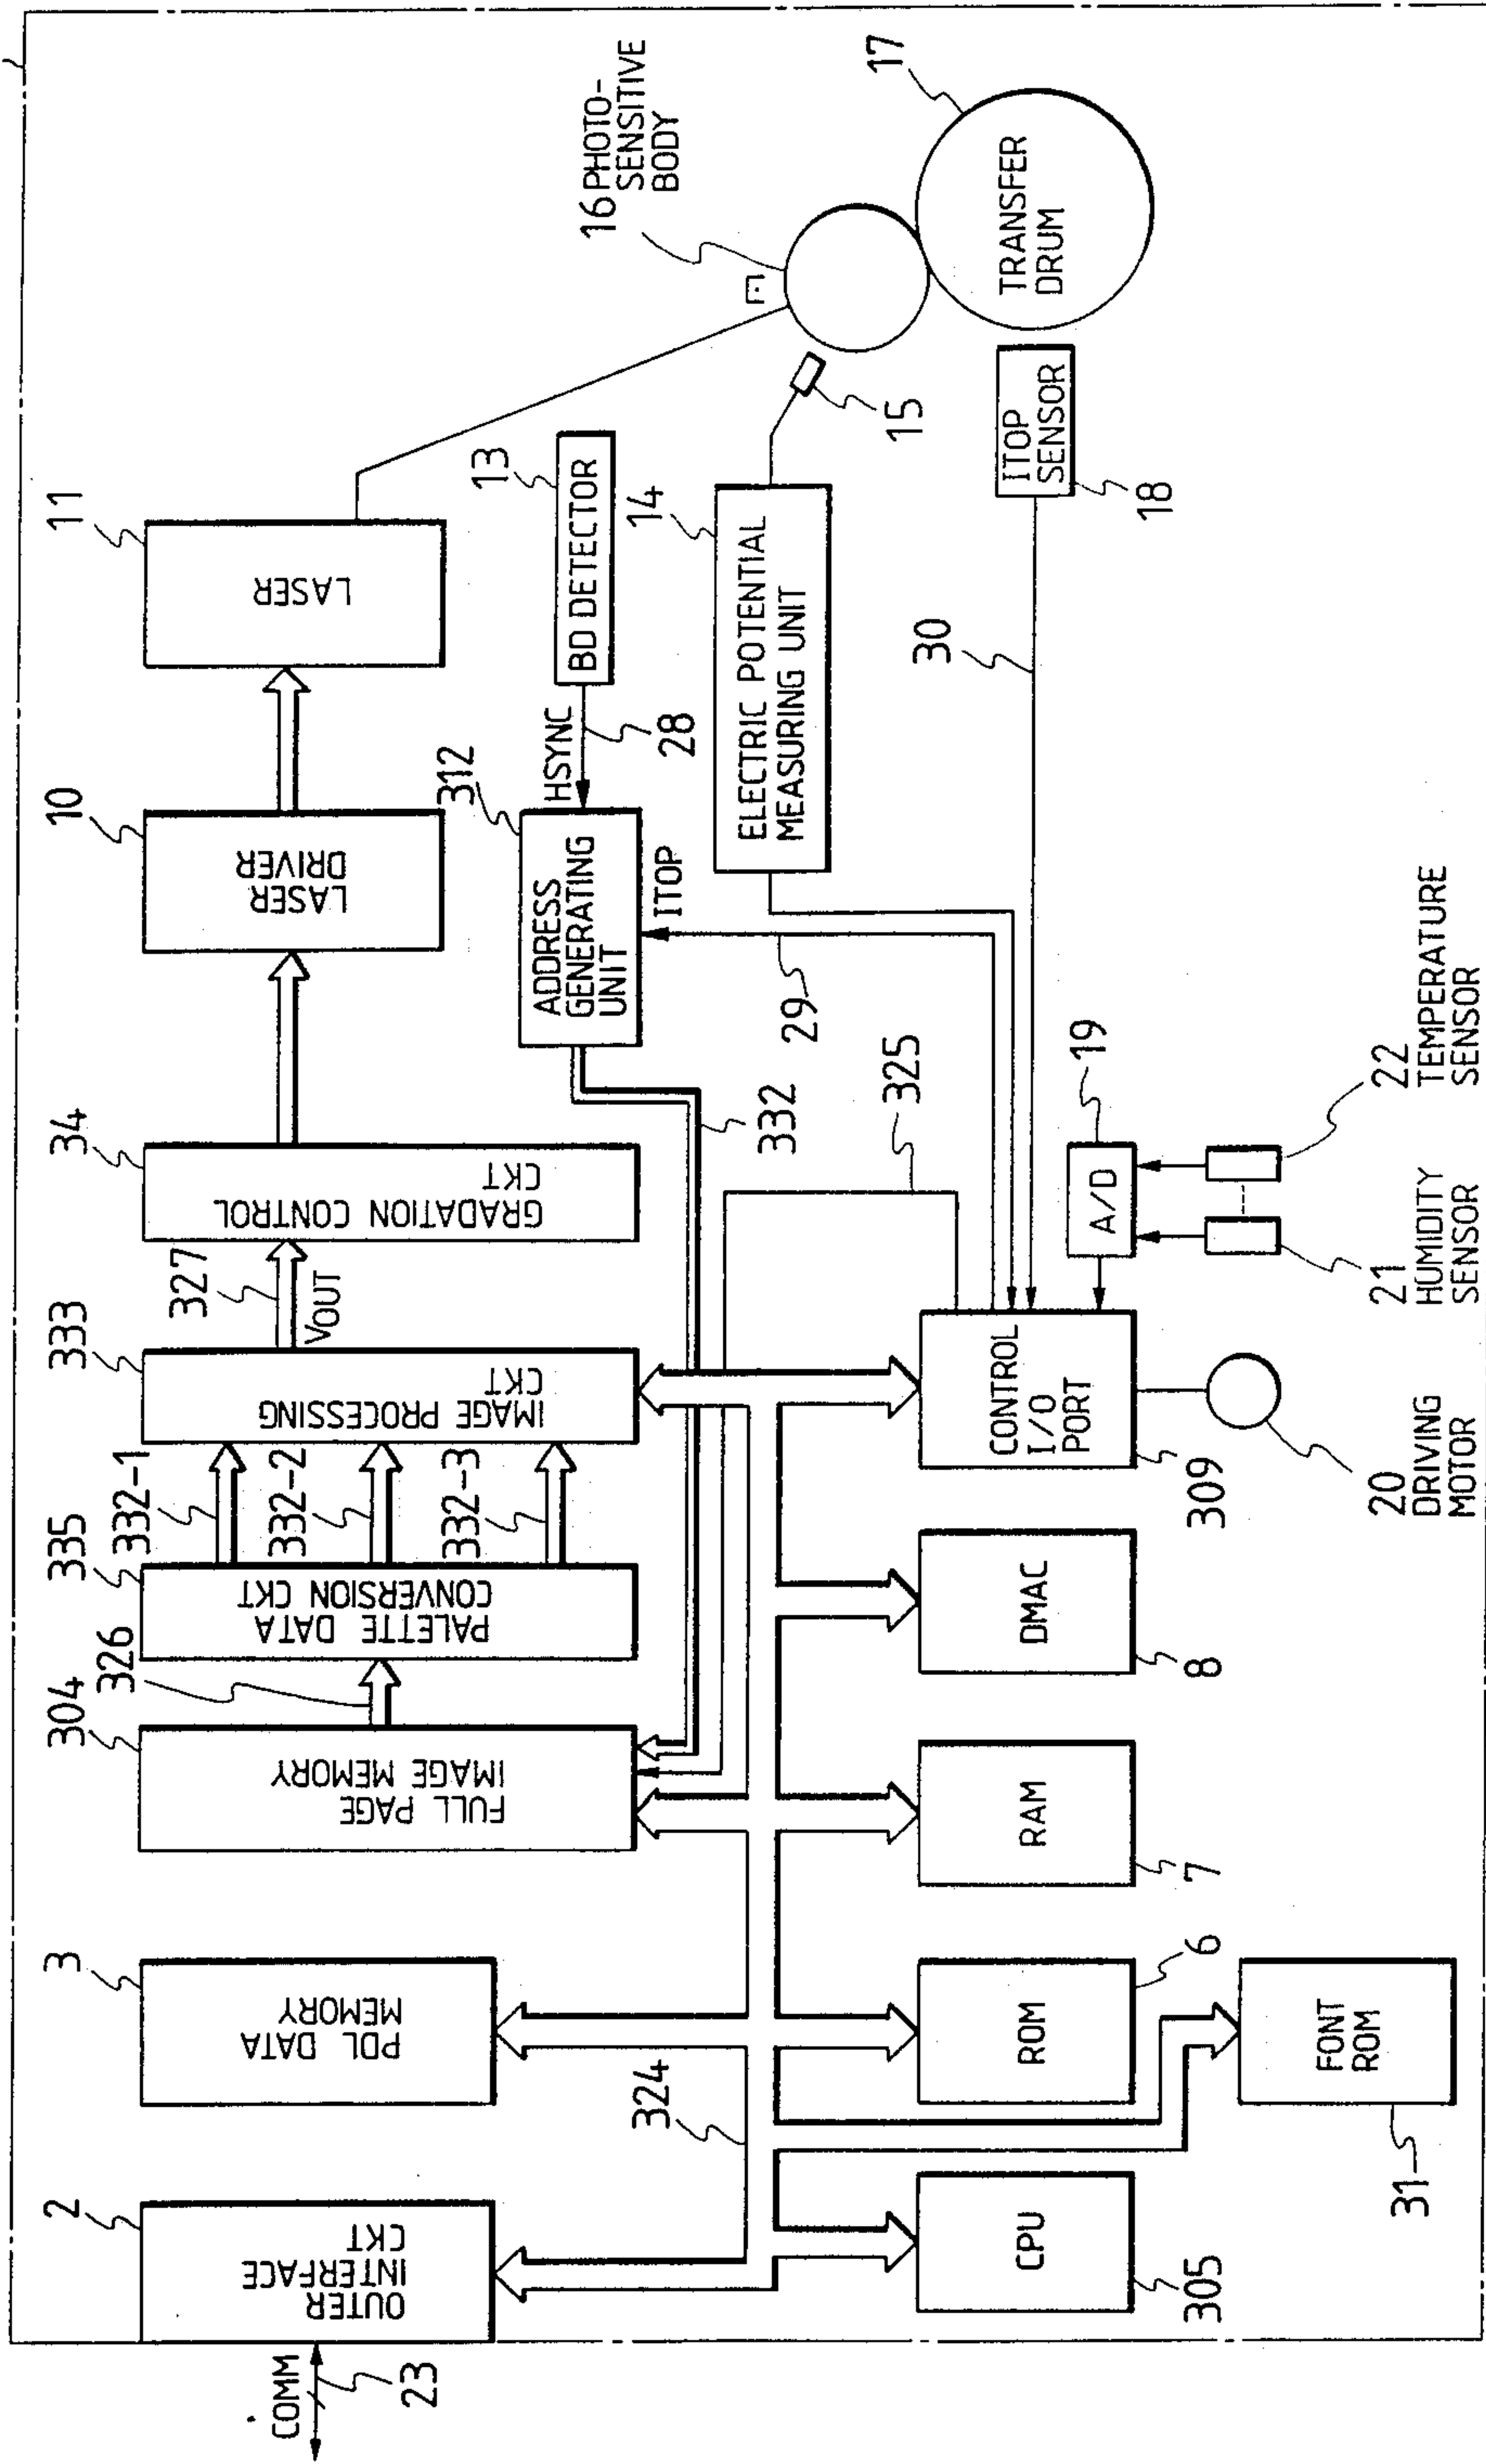 COMM
23
2
OUTER
INTERFACE
CKT
3
PDL DATA
MEMORY
304
FULL PAGE
IMAGE MEMORY
326
335
PALETTE DATA
CONVERSION CKT
332-1
332-2
332-3
333
IMAGE PROCESSING
CKT
327
VOUT
34
GRADATION CONTROL
CKT
10
LASER
DRIVER
11
LASER
312
ADDRESS
GENERATING
UNIT
HSYNC
28
13
BD DETECTOR
ITOP
29
14
ELECTRIC POTENTIAL
MEASURING UNIT
15
16 PHOTO-
SENSITIVE
BODY
17
TRANSFER
DRUM
ITOP
SENSOR
18
30
332
325
324
CPU
305
ROM
6
FONT
ROM
31
RAM
7
DMAC
8
CONTROL
I/O
PORT
309
20
DRIVING
MOTOR
A/D
19
21
HUMIDITY
SENSOR
22
TEMPERATURE
SENSOR